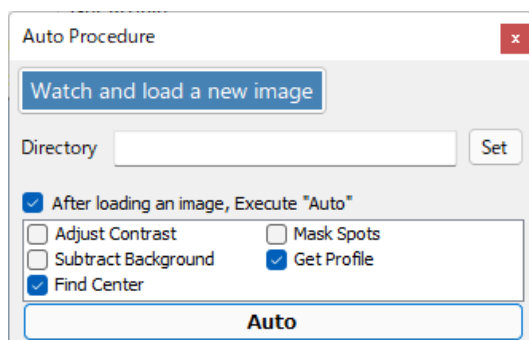 Auto Procedure
x
Watch and load a new image
Directory
Set
After loading an image, Execute "Auto"
Adjust Contrast
Mask Spots
Subtract Background
Get Profile
Find Center
Auto